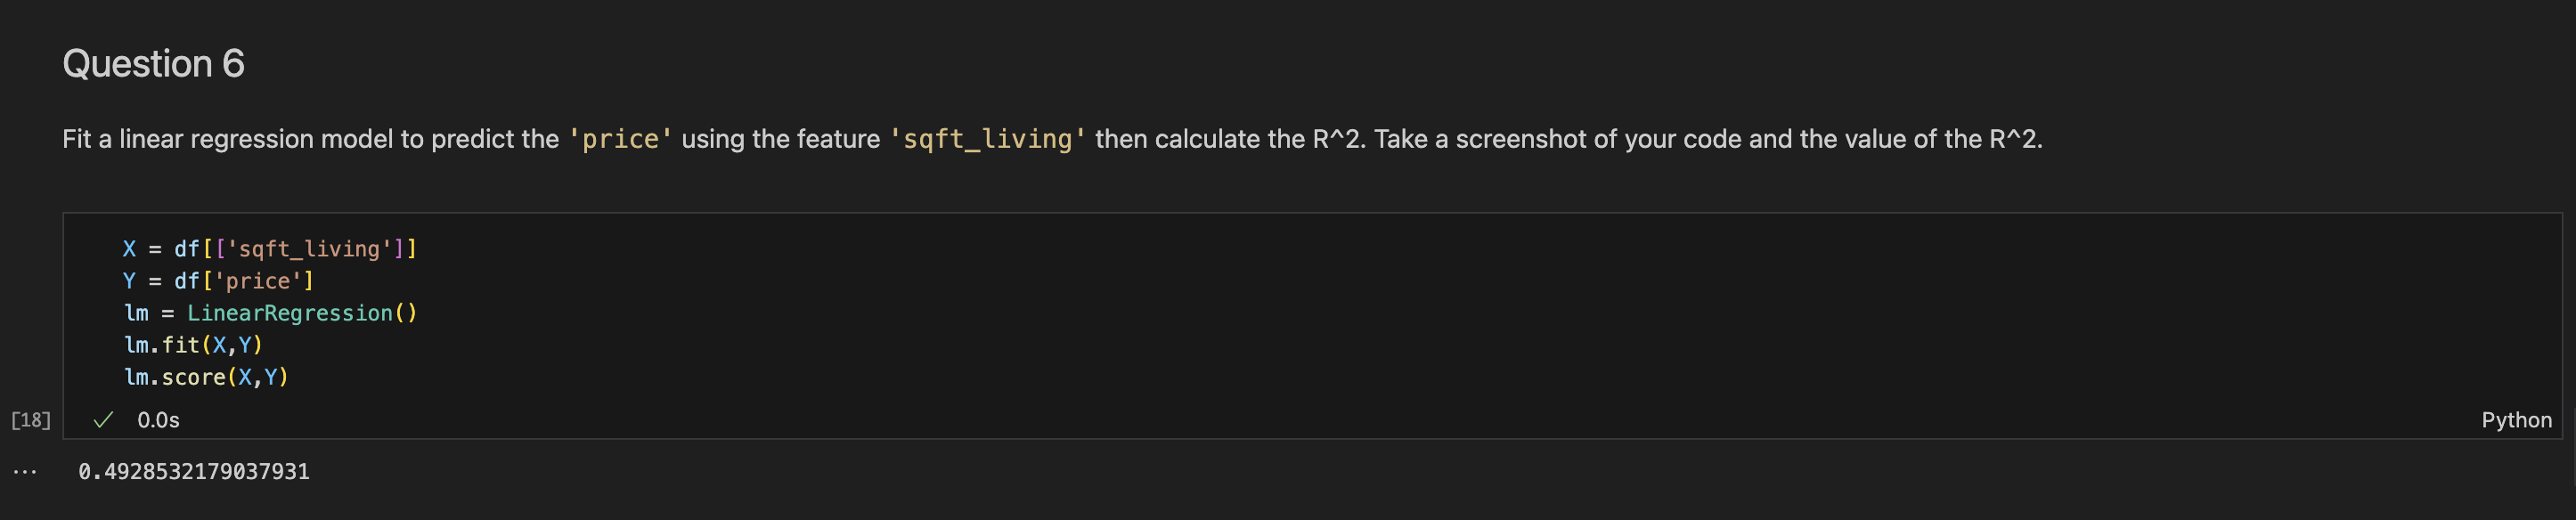 Question 6
Fit a linear regression model to predict the 'price' using the feature 'sqft_living' then calculate the R^2. Take a screenshot of your code and the value of the R^2.
X = df[['sqft_living']]
Y = df['price']
lm = LinearRegression()
lm.fit(X,Y)
lm.score(X,Y)
[18] ✓ 0.0s Python
... 0.4928532179037931